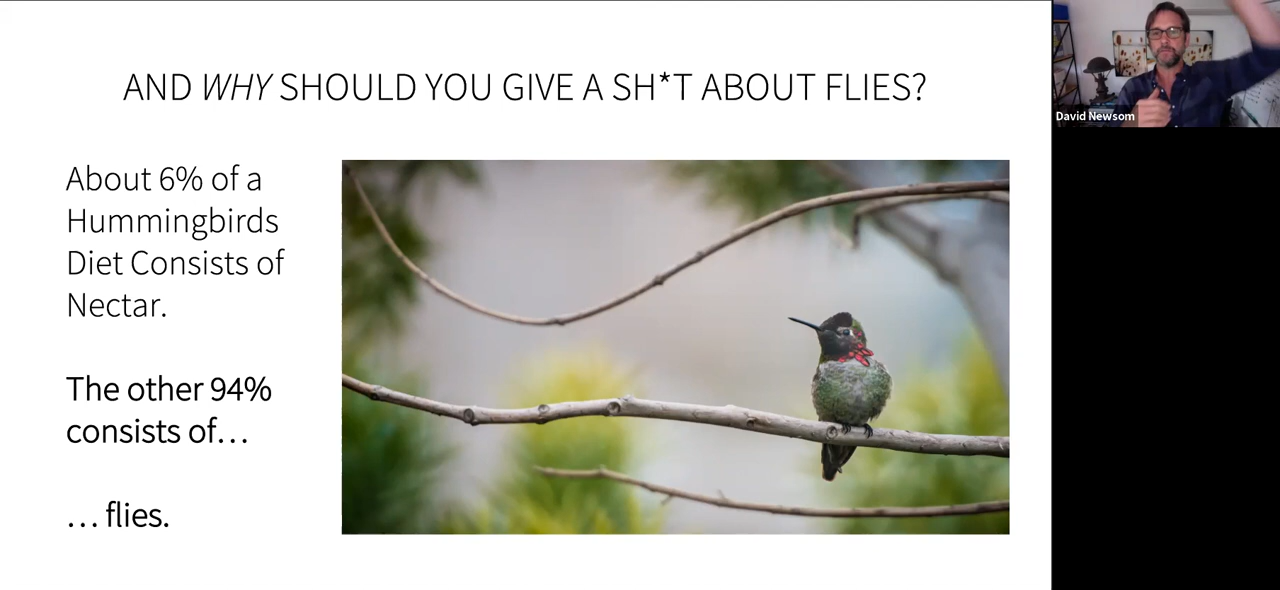 AND WHY SHOULD YOU GIVE A SH*T ABOUT FLIES?
About 6% of a
Hummingbirds
Diet Consists of
Nectar.
The other 94%
consists of…
… flies.
David Newsom